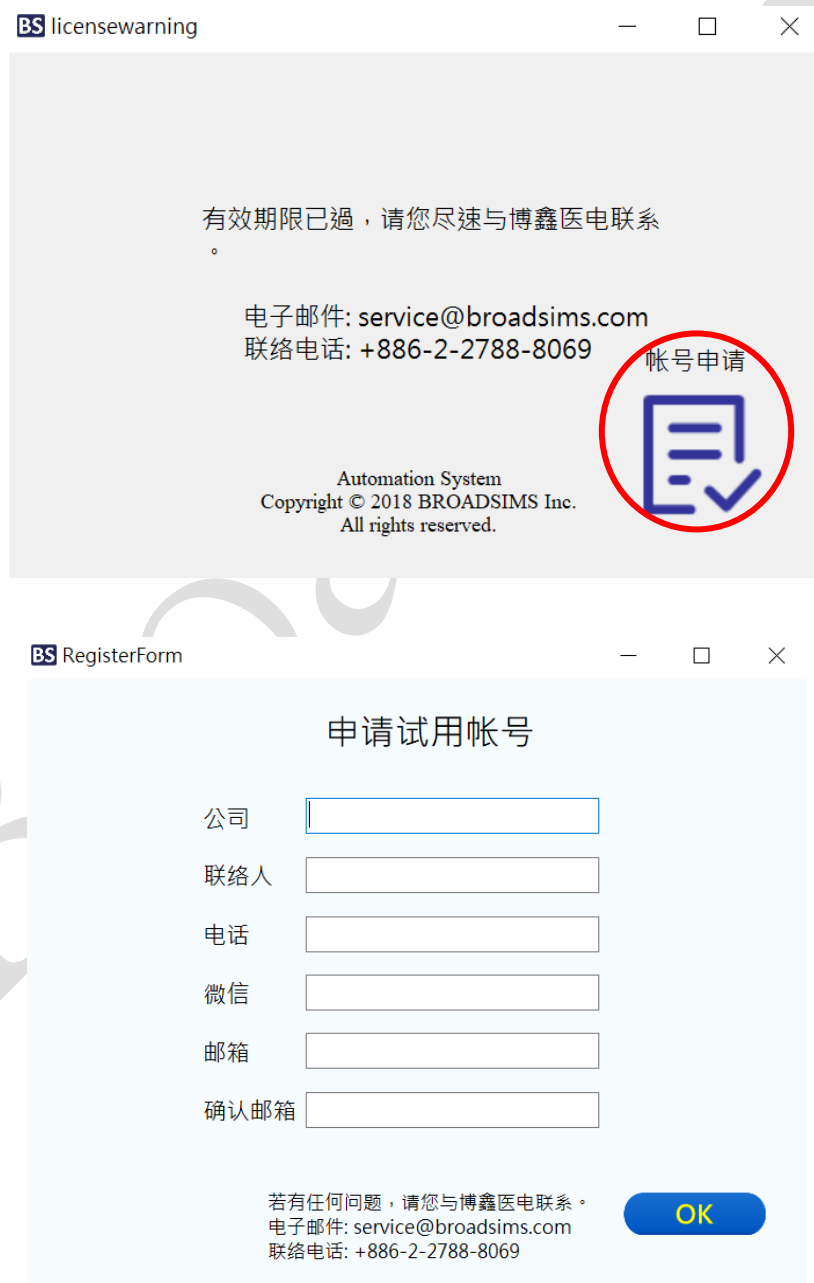 BS licensewarning
有效期限已過，请您尽速与博鑫医电联系
。
电子邮件: service@broadsims.com
联络电话: +886-2-2788-8069
帐号申请
Automation System
Copyright © 2018 BROADSIMS Inc.
All rights reserved.
BS RegisterForm
申请试用帐号
公司
联络人
电话
微信
邮箱
确认邮箱
若有任何问题，请您与博鑫医电联系。
电子邮件: service@broadsims.com
联络电话: +886-2-2788-8069
OK